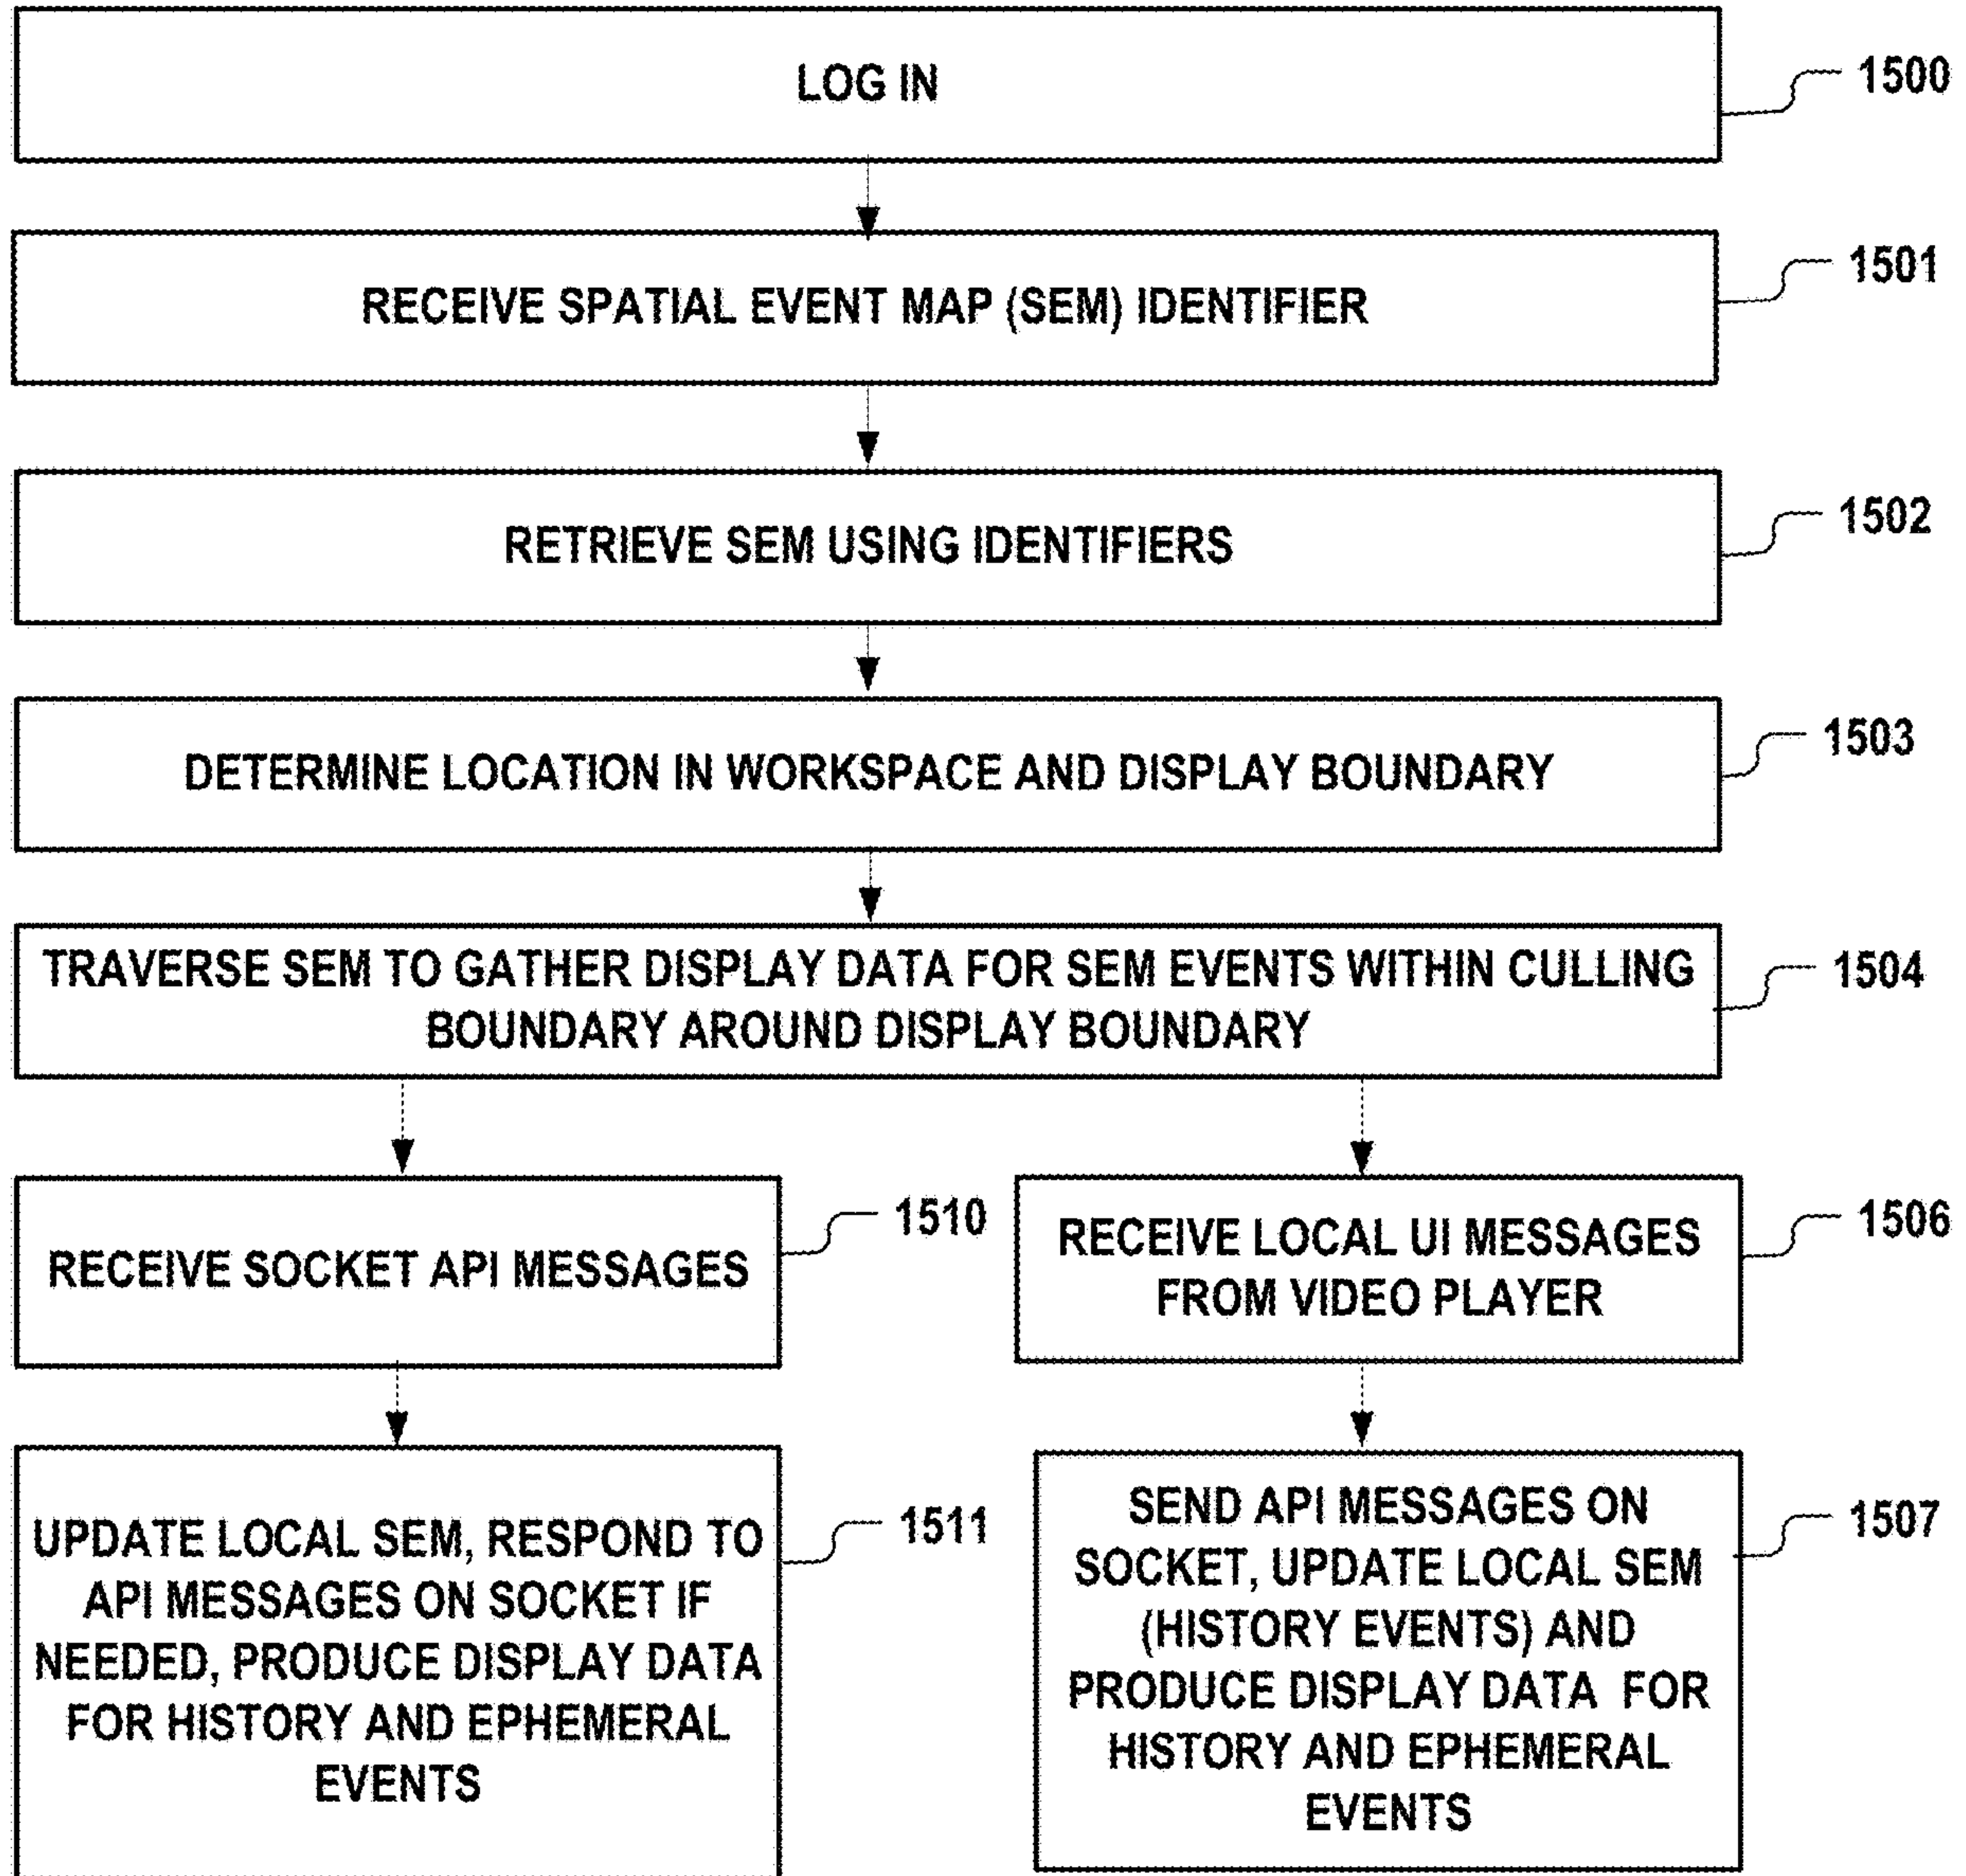 LOG IN
1500
RECEIVE SPATIAL EVENT MAP (SEM) IDENTIFIER
1501
RETRIEVE SEM USING IDENTIFIERS
1502
DETERMINE LOCATION IN WORKSPACE AND DISPLAY BOUNDARY
1503
TRAVERSE SEM TO GATHER DISPLAY DATA FOR SEM EVENTS WITHIN CULLING
BOUNDARY AROUND DISPLAY BOUNDARY
1504
RECEIVE SOCKET API MESSAGES
1510
RECEIVE LOCAL UI MESSAGES
FROM VIDEO PLAYER
1506
UPDATE LOCAL SEM, RESPOND TO
API MESSAGES ON SOCKET IF
NEEDED, PRODUCE DISPLAY DATA
FOR HISTORY AND EPHEMERAL
EVENTS
1511
SEND API MESSAGES ON
SOCKET, UPDATE LOCAL SEM
(HISTORY EVENTS) AND
PRODUCE DISPLAY DATA FOR
HISTORY AND EPHEMERAL
EVENTS
1507